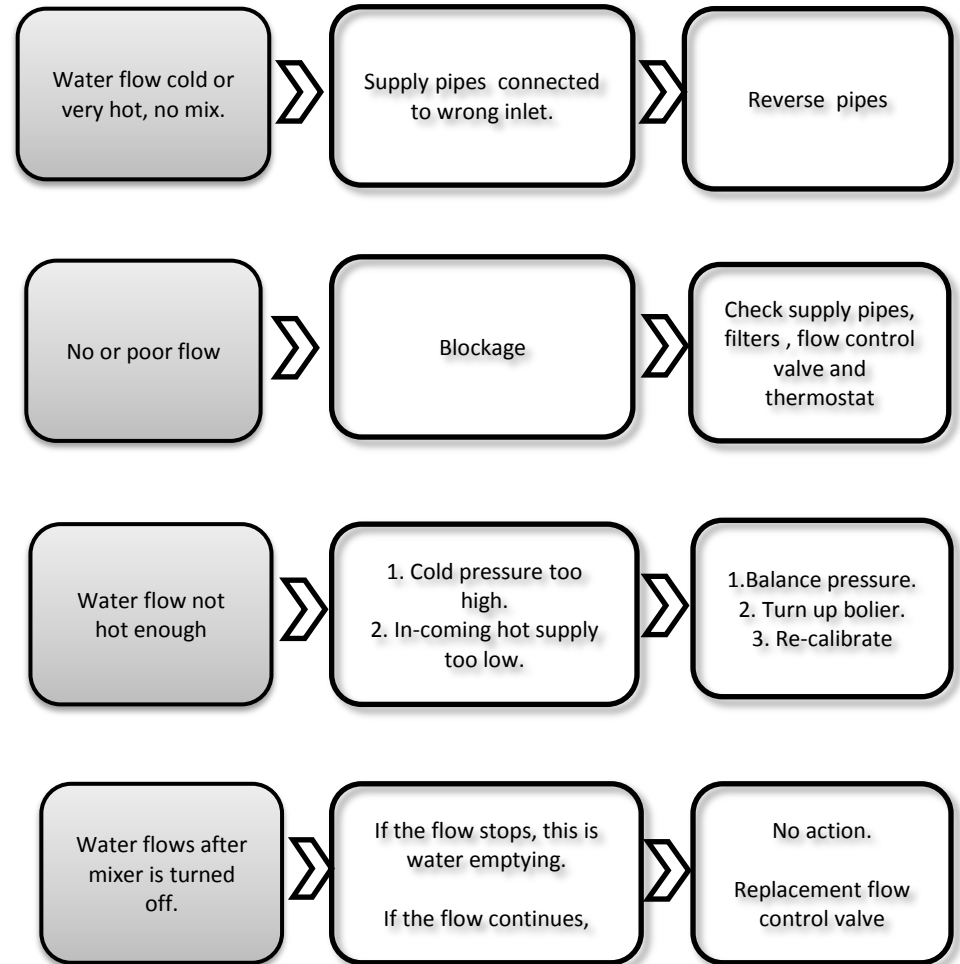 Water flow cold or
very hot, no mix.
Supply pipes connected
to wrong inlet.
Reverse pipes
No or poor flow
Blockage
Check supply pipes,
filters , flow control
valve and
thermostat
Water flow not
hot enough
1. Cold pressure too
high.
2. In-coming hot supply
too low.
1.Balance pressure.
2. Turn up bolier.
3. Re-calibrate
Water flows after
mixer is turned
off.
If the flow stops, this is
water emptying.
If the flow continues,
No action.
Replacement flow
control valve